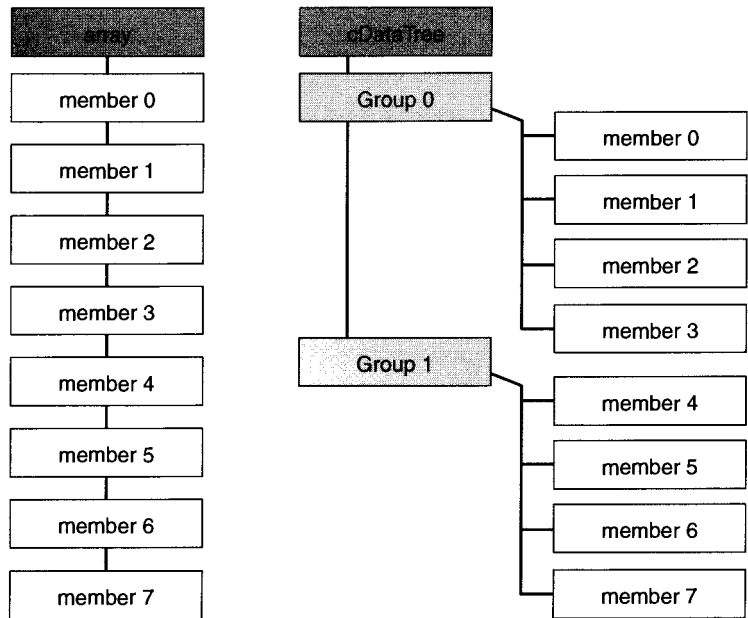 array
member 0
member 1
member 2
member 3
member 4
member 5
member 6
member 7
cDataTree
Group 0
member 0
member 1
member 2
member 3
Group 1
member 4
member 5
member 6
member 7